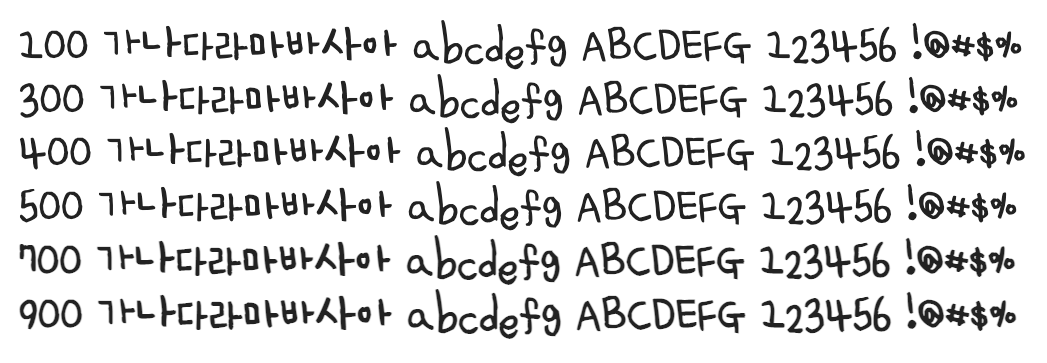 100 가나다라마바사아 abcdefg ABCDEFG 123456 !@#$%
300 가나다라마바사아 abcdefg ABCDEFG 123456 !@#$%
400 가나다라마바사아 abcdefg ABCDEFG 123456 !@#$%
500 가나다라마바사아 abcdefg ABCDEFG 123456 !@#$%
700 가나다라마바사아 abcdefg ABCDEFG 123456 !@#$%
900 가나다라마바사아 abcdefg ABCDEFG 123456 !@#$%